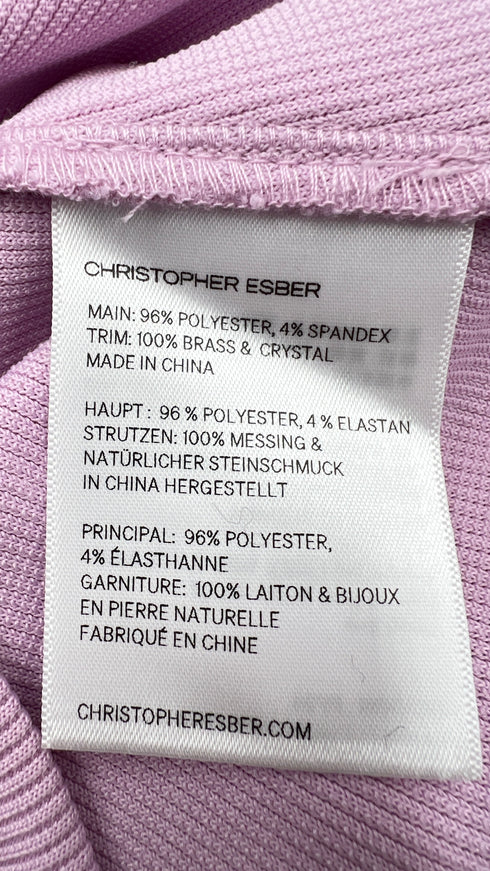 CHRISTOPHER ESBER
MAIN: 96% POLYESTER, 4% SPANDEX
TRIM: 100% BRASS & CRYSTAL
MADE IN CHINA
HAUPT : 96 % POLYESTER, 4 % ELASTAN
STRUTZEN: 100% MESSING &
NATÜRLICHER STEINSCHMUCK
IN CHINA HERGESTELLT
PRINCIPAL: 96% POLYESTER,
4% ÉLASTHANNE
GARNITURE: 100% LAITON & BIJOUX
EN PIERRE NATURELLE
FABRIQUÉ EN CHINE
CHRISTOPHERESBER.COM